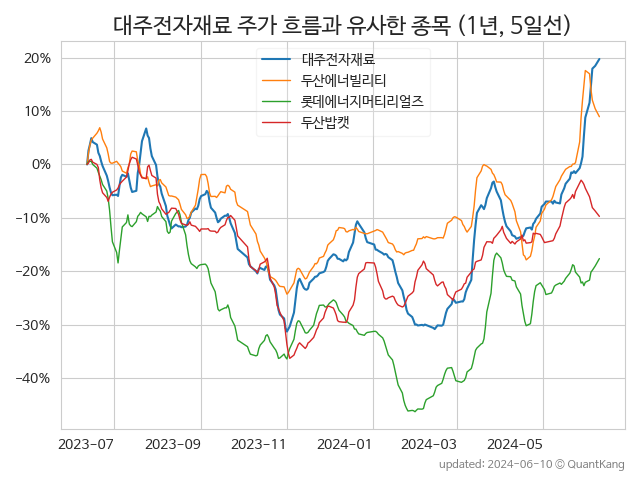 대주전자재료 주가 흐름과 유사한 종목 (1년, 5일선)
대주전자재료
두산에너빌리티
롯데에너지머티리얼즈
두산밥캣
20%
10%
0%
−10%
−20%
−30%
−40%
2023-07 2023-09 2023-11 2024-01 2024-03 2024-05
updated: 2024-06-10 © QuantKang